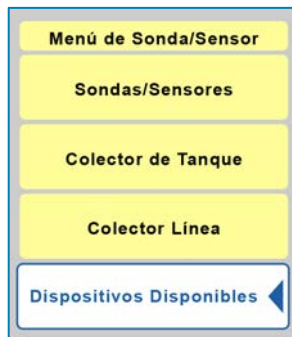 Menú de Sonda/Sensor
Sondas/Sensores
Colector de Tanque
Colector Línea
Dispositivos Disponibles